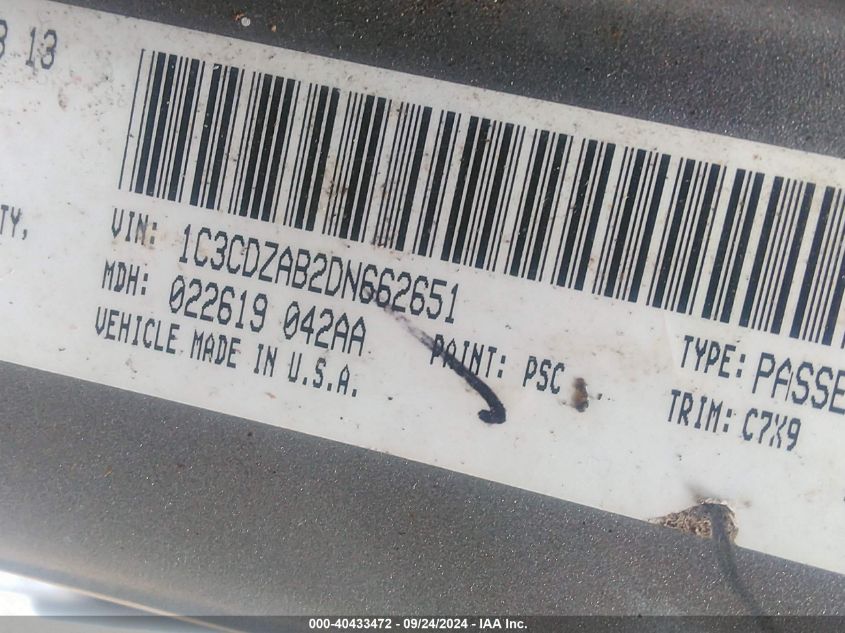 3 13
TY,
VIN: 1C3CDZAB2DN662651
MDH: 022619 042AA
VEHICLE MADE IN U.S.A.
PAINT: PSC
TYPE: PASSE
TRIM: C7X9
000-40433472 - 09/24/2024 - IAA Inc.